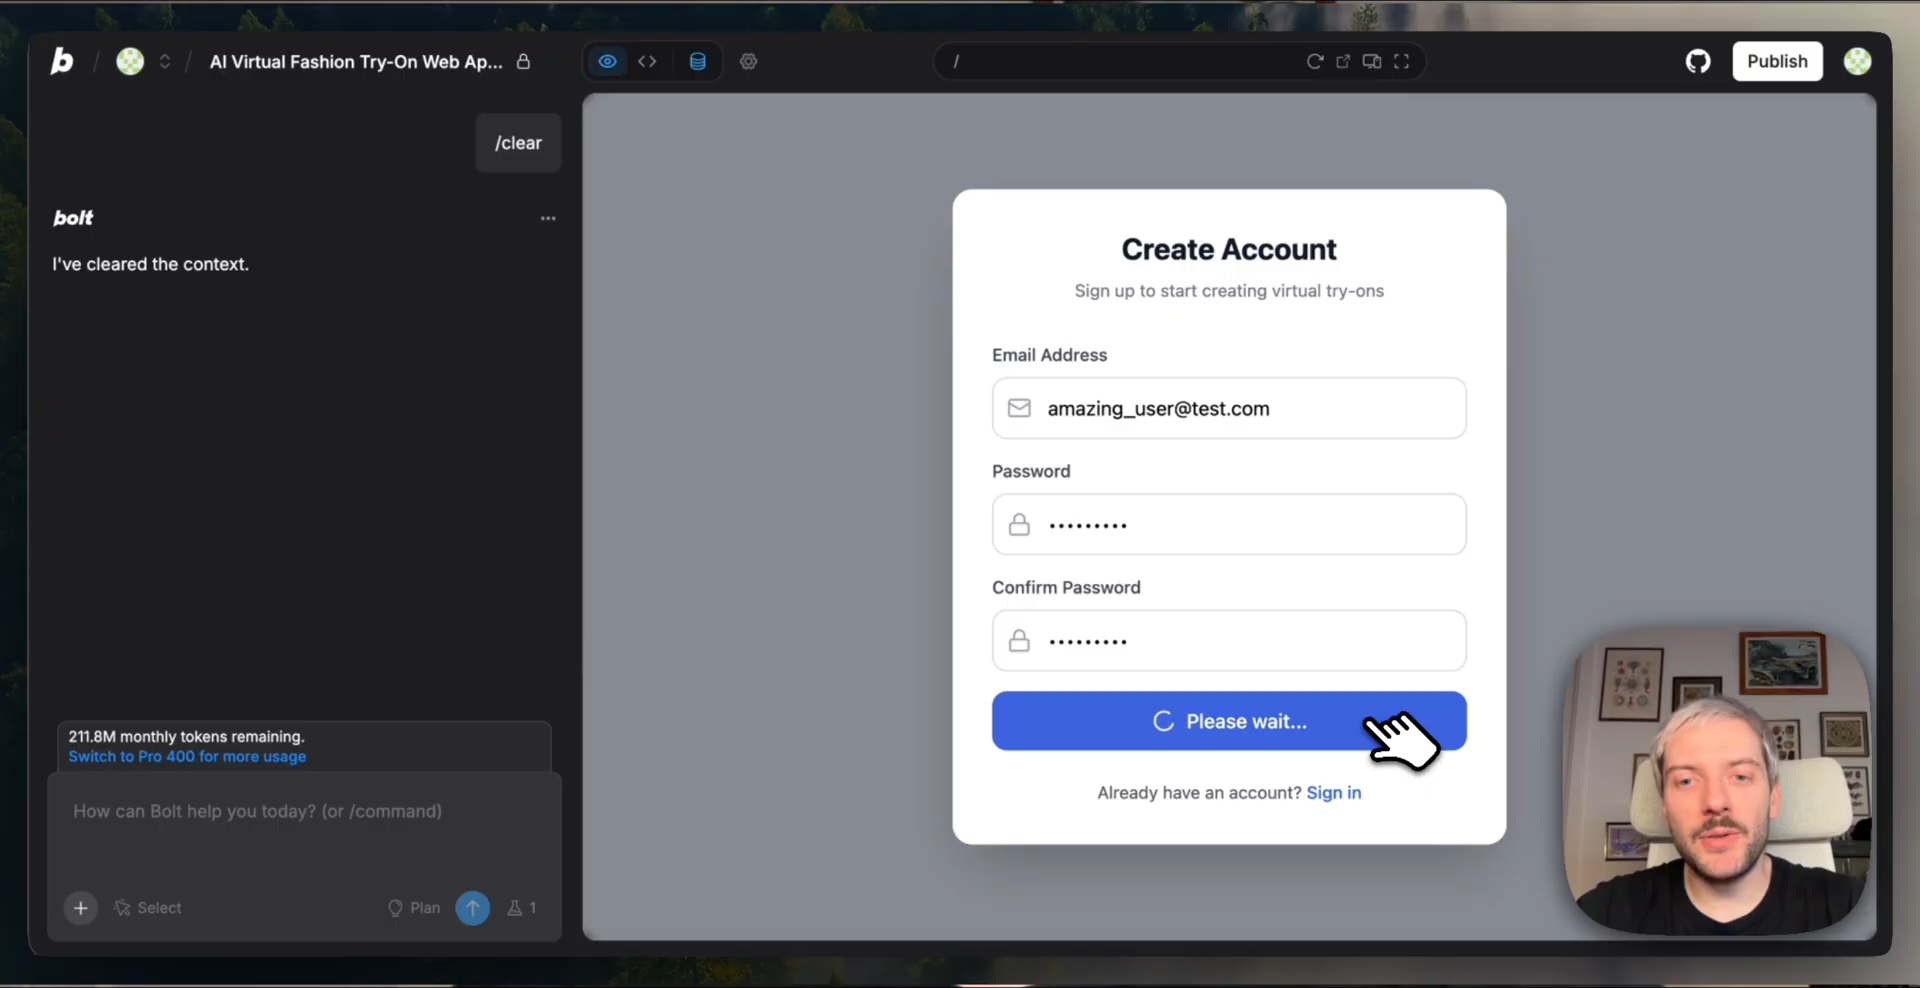 b / / AI Virtual Fashion Try-On Web Ap... / Publish
/clear
bolt
I've cleared the context.
211.8M monthly tokens remaining.
Switch to Pro 400 for more usage
How can Bolt help you today? (or /command)
Select Plan 1
Create Account
Sign up to start creating virtual try-ons
Email Address
amazing_user@test.com
Password
•••••••••
Confirm Password
•••••••••
Please wait...
Already have an account? Sign in